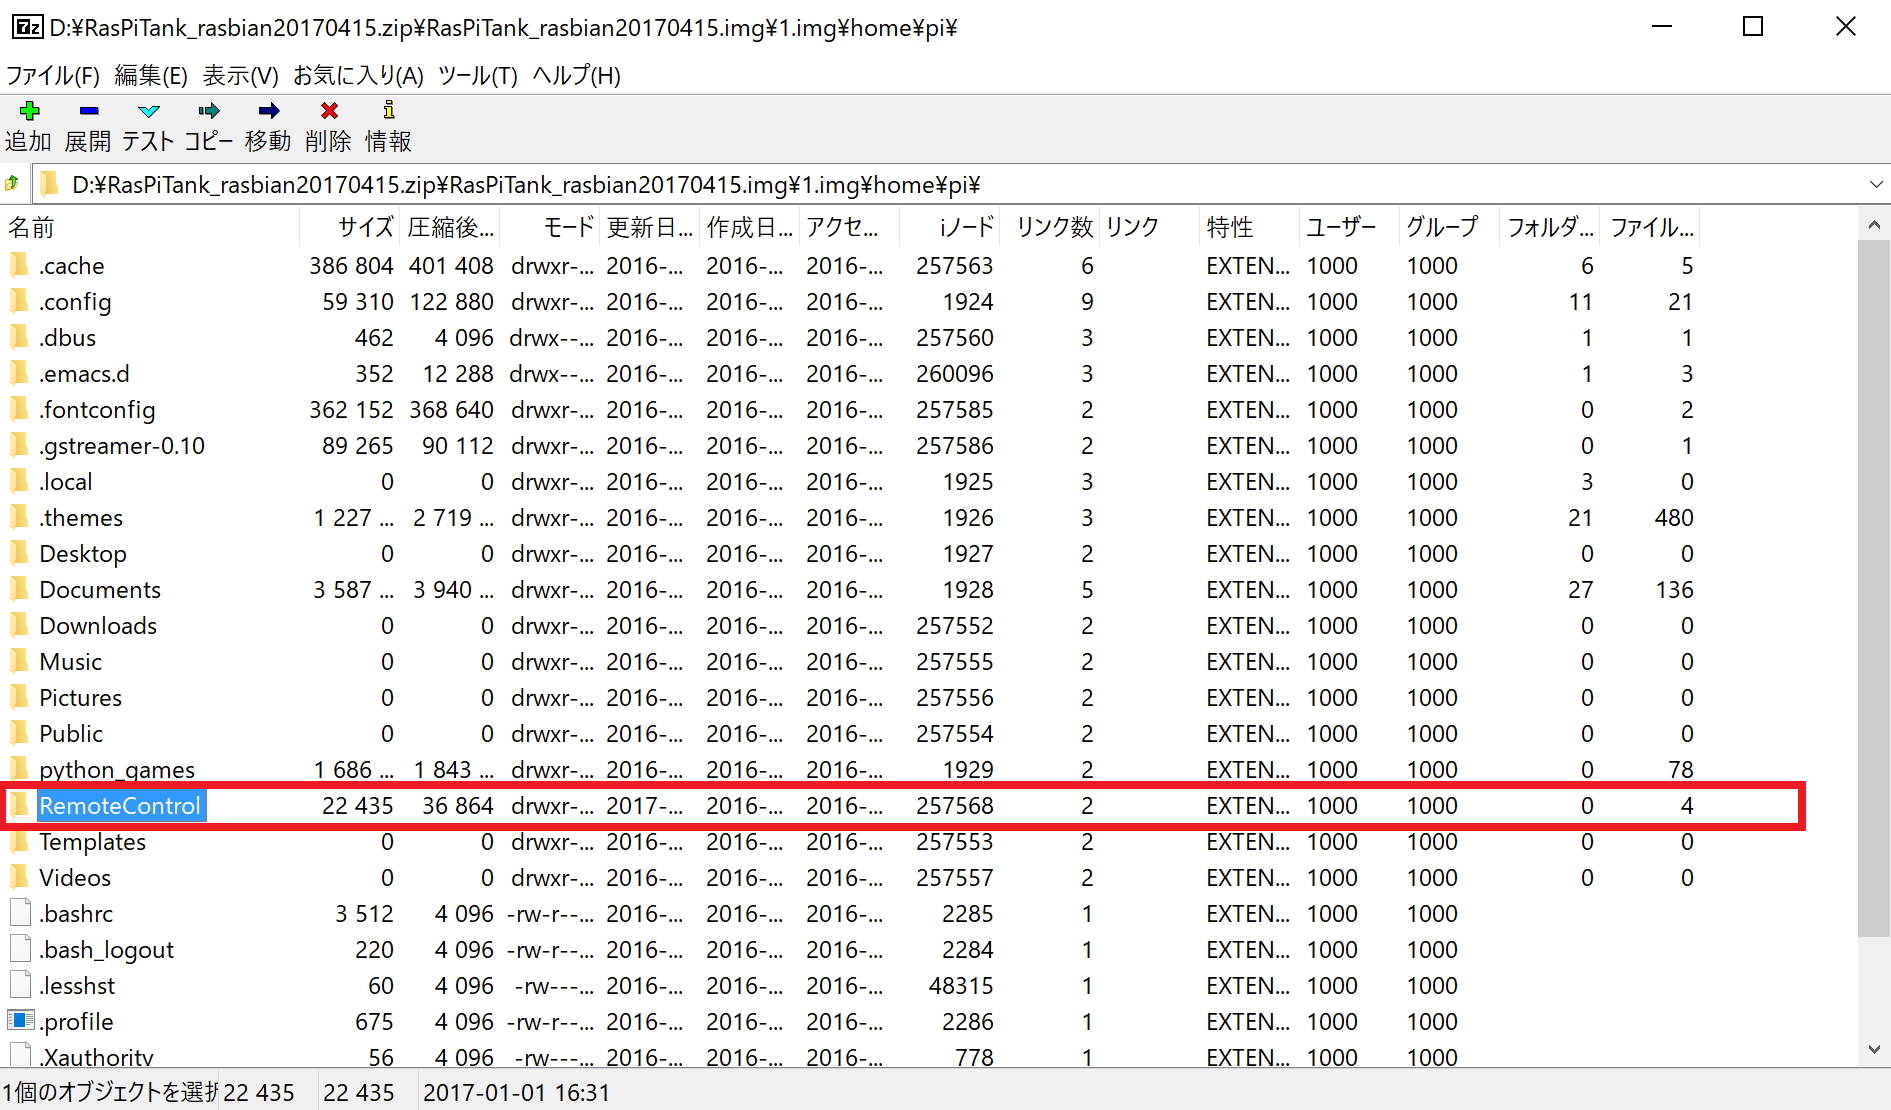 7z D:¥RasPiTank_rasbian20170415.zip¥RasPiTank_rasbian20170415.img¥1.img¥home¥pi¥
ファイル(F) 編集(E) 表示(V) お気に入り(A) ツール(T) ヘルプ(H)
追加 展開 テスト コピー 移動 削除 情報
D:¥RasPiTank_rasbian20170415.zip¥RasPiTank_rasbian20170415.img¥1.img¥home¥pi¥
名前 サイズ 圧縮後... モード 更新日... 作成日... アクセ... iノード リンク数 リンク 特性 ユーザー グループ フォルダ... ファイル...
.cache 386 804 401 408 drwxr-... 2016-... 2016-... 2016-... 257563 6 EXTEN... 1000 1000 6 5
.config 59 310 122 880 drwxr-... 2016-... 2016-... 2016-... 1924 9 EXTEN... 1000 1000 11 21
.dbus 462 4 096 drwx--... 2016-... 2016-... 2016-... 257560 3 EXTEN... 1000 1000 1 1
.emacs.d 352 12 288 drwx--... 2016-... 2016-... 2016-... 260096 3 EXTEN... 1000 1000 1 3
.fontconfig 362 152 368 640 drwxr-... 2016-... 2016-... 2016-... 257585 2 EXTEN... 1000 1000 0 2
.gstreamer-0.10 89 265 90 112 drwxr-... 2016-... 2016-... 2016-... 257586 2 EXTEN... 1000 1000 0 1
.local 0 0 drwxr-... 2016-... 2016-... 2016-... 1925 3 EXTEN... 1000 1000 3 0
.themes 1 227 ... 2 719 ... drwxr-... 2016-... 2016-... 2016-... 1926 3 EXTEN... 1000 1000 21 480
Desktop 0 0 drwxr-... 2016-... 2016-... 2016-... 1927 2 EXTEN... 1000 1000 0 0
Documents 3 587 ... 3 940 ... drwxr-... 2016-... 2016-... 2016-... 1928 5 EXTEN... 1000 1000 27 136
Downloads 0 0 drwxr-... 2016-... 2016-... 2016-... 257552 2 EXTEN... 1000 1000 0 0
Music 0 0 drwxr-... 2016-... 2016-... 2016-... 257555 2 EXTEN... 1000 1000 0 0
Pictures 0 0 drwxr-... 2016-... 2016-... 2016-... 257556 2 EXTEN... 1000 1000 0 0
Public 0 0 drwxr-... 2016-... 2016-... 2016-... 257554 2 EXTEN... 1000 1000 0 0
python_games 1 686 ... 1 843 ... drwxr-... 2016-... 2016-... 2016-... 1929 2 EXTEN... 1000 1000 0 78
RemoteControl 22 435 36 864 drwxr-... 2017-... 2016-... 2016-... 257568 2 EXTEN... 1000 1000 0 4
Templates 0 0 drwxr-... 2016-... 2016-... 2016-... 257553 2 EXTEN... 1000 1000 0 0
Videos 0 0 drwxr-... 2016-... 2016-... 2016-... 257557 2 EXTEN... 1000 1000 0 0
.bashrc 3 512 4 096 -rw-r--... 2016-... 2016-... 2016-... 2285 1 EXTEN... 1000 1000
.bash_logout 220 4 096 -rw-r--... 2016-... 2016-... 2016-... 2284 1 EXTEN... 1000 1000
.lesshst 60 4 096 -rw---... 2016-... 2016-... 2016-... 48315 1 EXTEN... 1000 1000
.profile 675 4 096 -rw-r--... 2016-... 2016-... 2016-... 2286 1 EXTEN... 1000 1000
.Xauthority 56 4 096 -rw---... 2016-... 2016-... 2016-... 778 1 EXTEN... 1000 1000
1個のオブジェクトを選択 22 435 22 435 2017-01-01 16:31